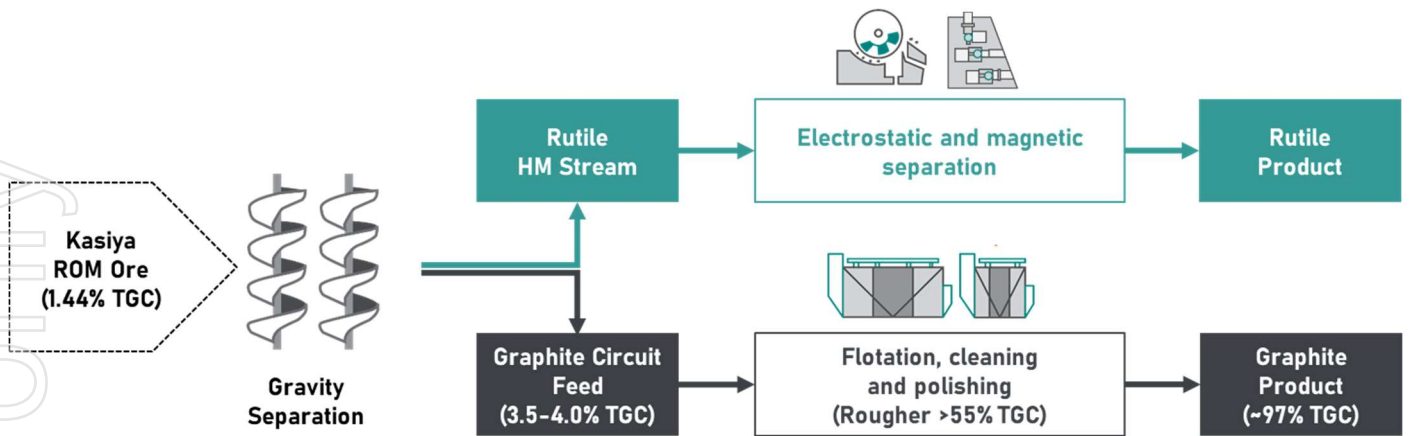 Kasiya
ROM Ore
(1.44% TGC)
Gravity
Separation
Rutile
HM Stream
Electrostatic and magnetic
separation
Rutile
Product
Graphite Circuit
Feed
(3.5–4.0% TGC)
Flotation, cleaning
and polishing
(Rougher >55% TGC)
Graphite
Product
(~97% TGC)